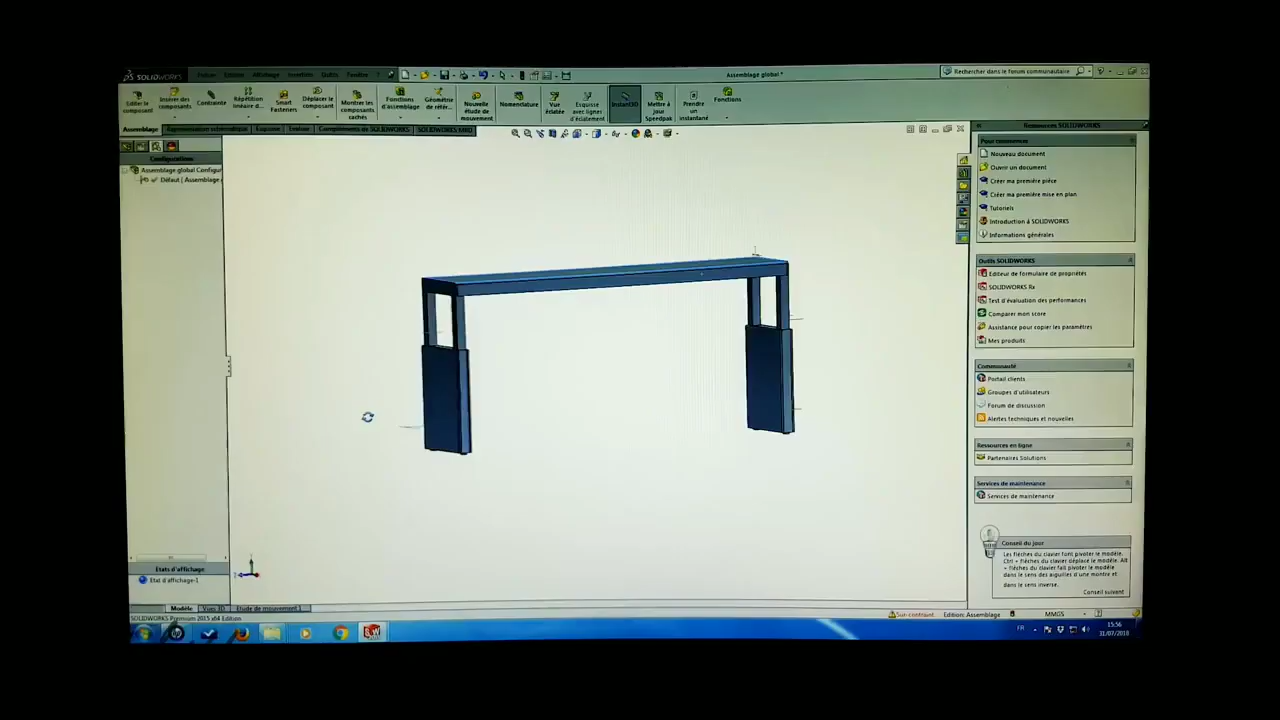 SOLIDWORKS
Affichage
Insertion
Outils
Fenêtre
Assemblage global *
Rechercher dans le forum communautaire
Editer le composant
Insérer des composants
Contrainte
Répétition linéaire d...
Smart Fasteners
Déplacer le composant
Montrer les composants cachés
Fonctions d'assemblage
Géométrie de référ...
Nouvelle étude de mouvement
Nomenclature
Vue éclatée
Esquisse avec lignes d'éclatement
Instant3D
Mettre à jour Speedpak
Prendre un instantané
Fonctions
Assemblage
Esquisse
Evaluer
Compléments de SOLIDWORKS
SOLIDWORKS MBD
Configurations
Assemblage global Configur
Défaut [ Assemblage
Etats d'affichage
Etat d'affichage-1
Modèle
Vues 3D
Etude de mouvement 1
SOLIDWORKS Premium 2015 x64 Edition
Ressources SOLIDWORKS
Pour commencer
Nouveau document
Ouvrir un document
Créer ma première pièce
Créer ma première mise en plan
Tutoriels
Introduction à SOLIDWORKS
Informations générales
Outils SOLIDWORKS
Editeur de formulaire de propriétés
SOLIDWORKS Rx
Test d'évaluation des performances
Comparer mon score
Assistance pour copier les paramètres
Mes produits
Communauté
Portail clients
Groupes d'utilisateurs
Forum de discussion
Alertes techniques et nouvelles
Ressources en ligne
Partenaires Solutions
Services de maintenance
Services de maintenance
Conseil du jour
Les flèches du clavier font pivoter le modèle.
Ctrl + flèches du clavier déplace le modèle. Alt
+ flèches du clavier fait pivoter le modèle
dans le sens des aiguilles d'une montre et
dans le sens inverse.
Conseil suivant
Sur-contraint
Edition: Assemblage
MMGS
FR
15:56
31/07/2018